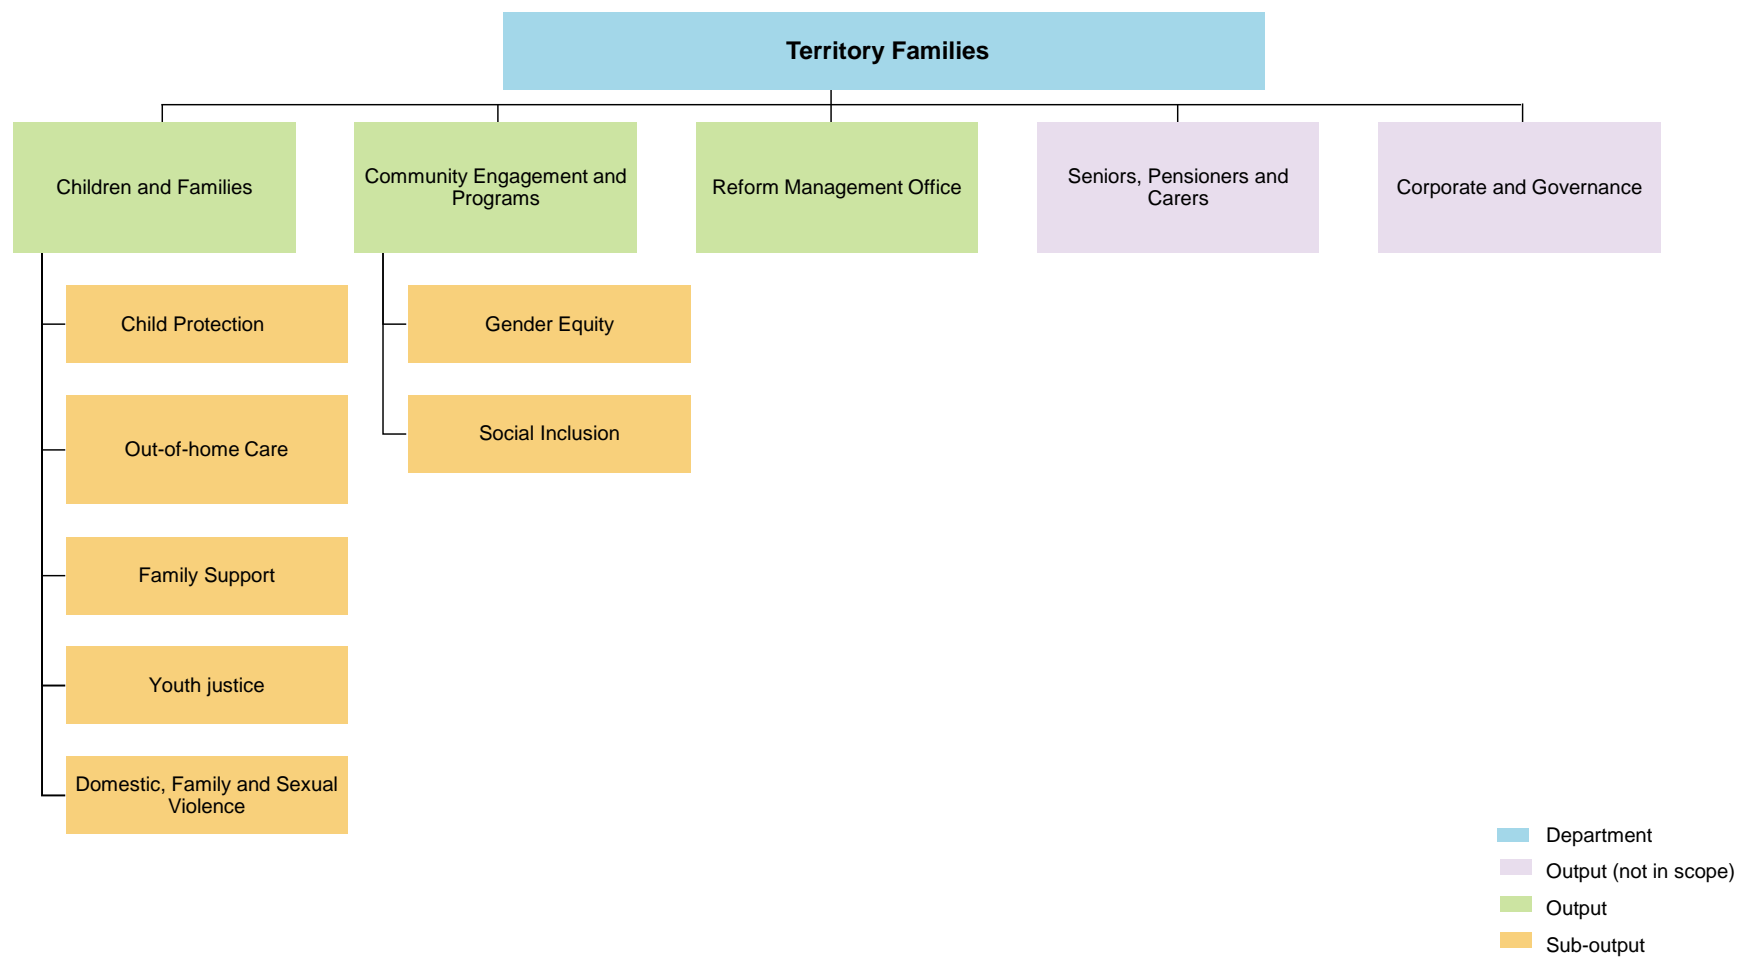 Territory Families
Children and Families
Community Engagement and
Programs
Reform Management Office
Seniors, Pensioners and
Carers
Corporate and Governance
Child Protection
Out-of-home Care
Family Support
Youth justice
Domestic, Family and Sexual
Violence
Gender Equity
Social Inclusion
Department
Output (not in scope)
Output
Sub-output